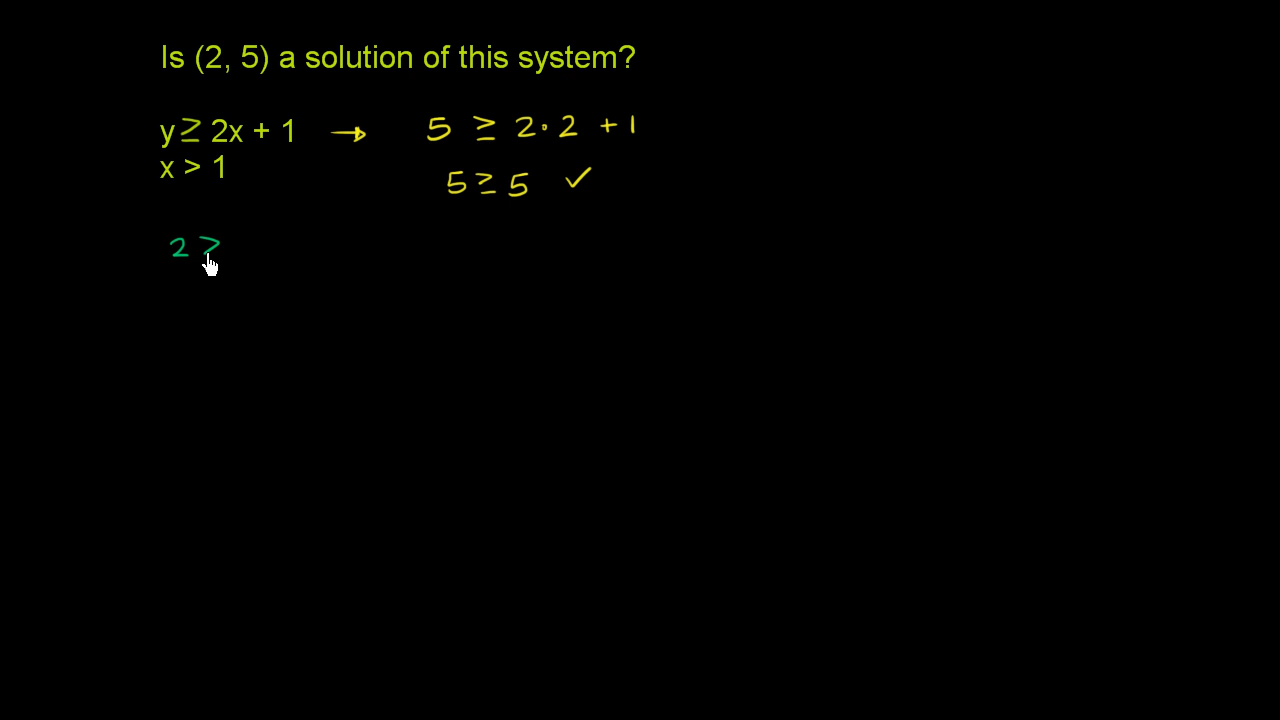 Is (2, 5) a solution of this system?
y ≥ 2x + 1 → 5 ≥ 2·2 +1
x > 1
5 ≥ 5 ✓
2 >